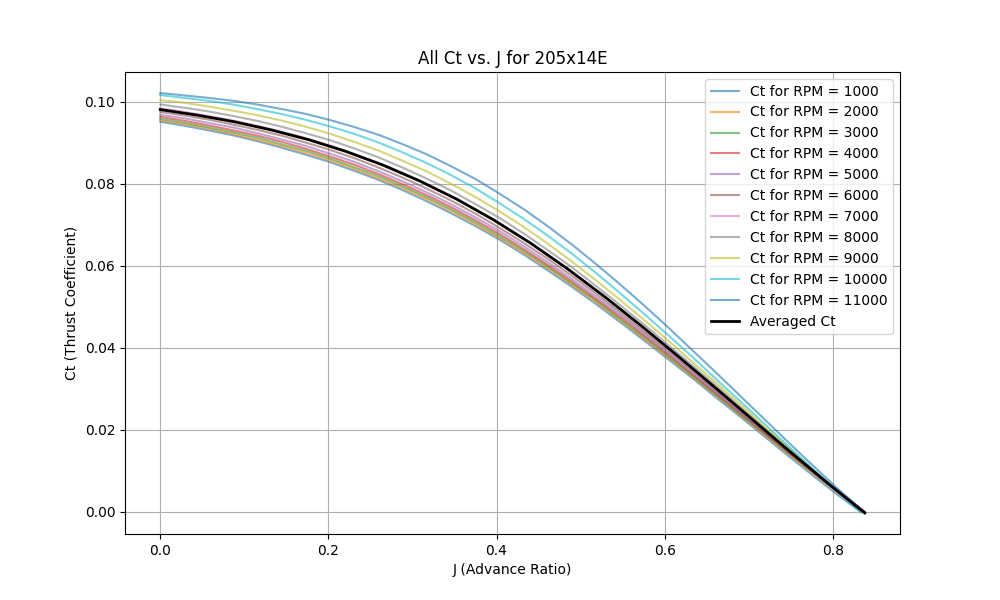 All Ct vs. J for 205x14E
Ct (Thrust Coefficient)
0.10
0.08
0.06
0.04
0.02
0.00
0.0 0.2 0.4 0.6 0.8
J (Advance Ratio)
Ct for RPM = 1000
Ct for RPM = 2000
Ct for RPM = 3000
Ct for RPM = 4000
Ct for RPM = 5000
Ct for RPM = 6000
Ct for RPM = 7000
Ct for RPM = 8000
Ct for RPM = 9000
Ct for RPM = 10000
Ct for RPM = 11000
Averaged Ct